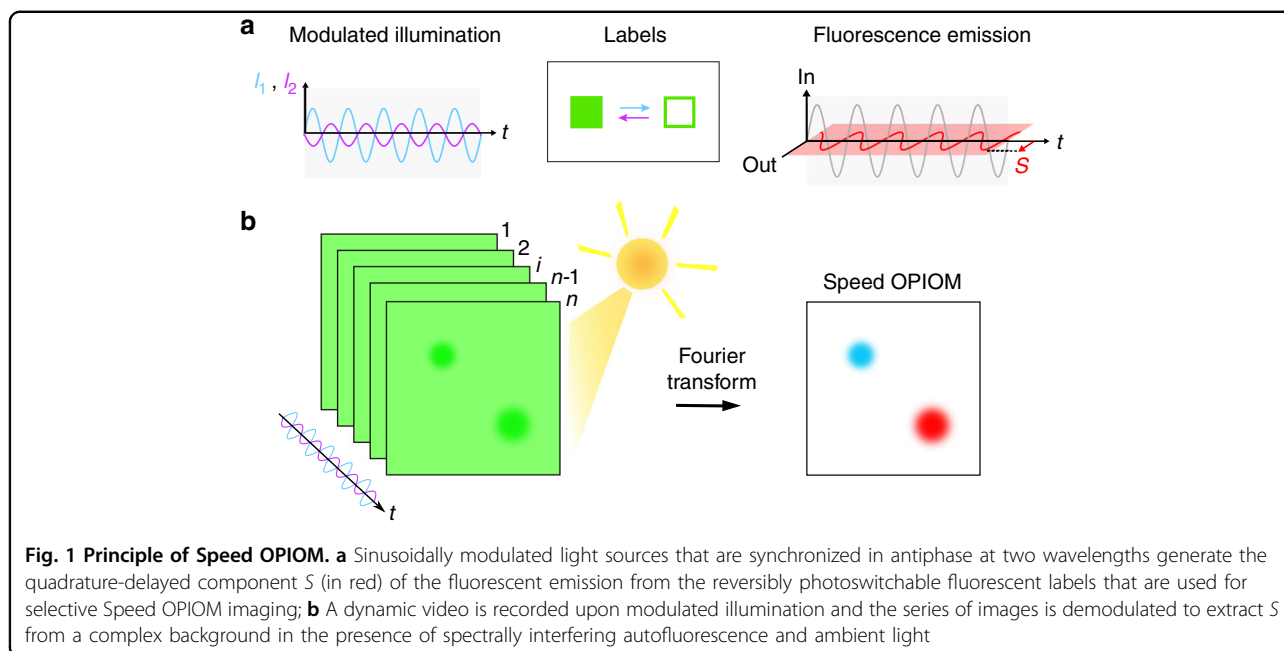 a
Modulated illumination
Labels
Fluorescence emission
I1 , I2
t
In
Out
t
S
b
1
2
i
n-1
n
t
Fourier
transform
Speed OPIOM
Fig. 1 Principle of Speed OPIOM. a Sinusoidally modulated light sources that are synchronized in antiphase at two wavelengths generate the
quadrature-delayed component S (in red) of the fluorescent emission from the reversibly photoswitchable fluorescent labels that are used for
selective Speed OPIOM imaging; b A dynamic video is recorded upon modulated illumination and the series of images is demodulated to extract S
from a complex background in the presence of spectrally interfering autofluorescence and ambient light